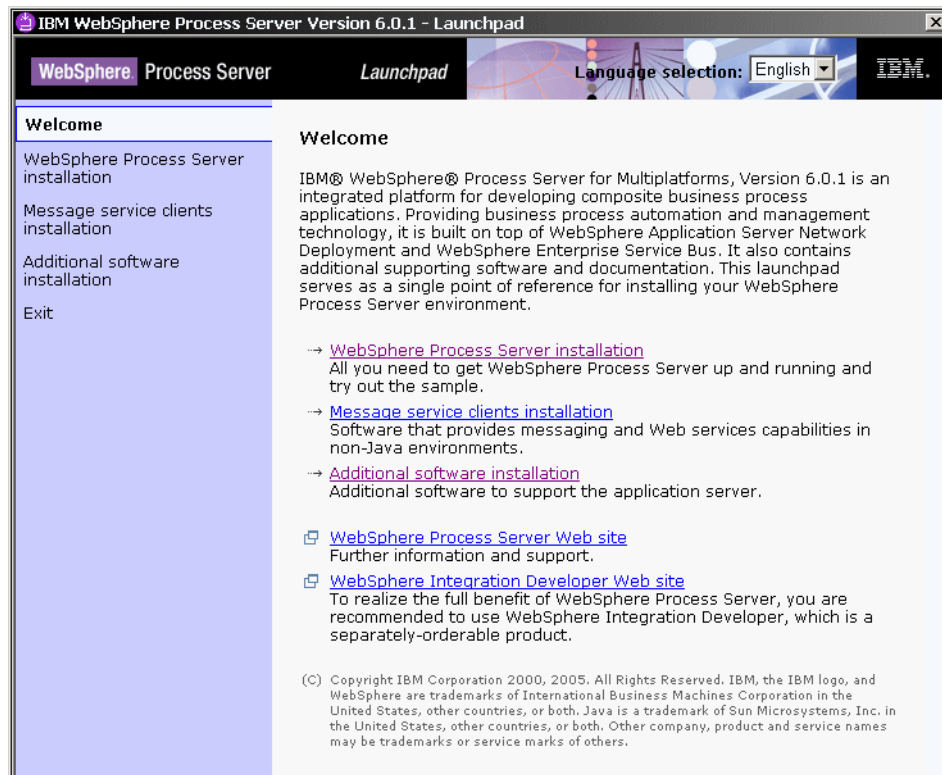 IBM WebSphere Process Server Version 6.0.1 - Launchpad
WebSphere. Process Server
Launchpad
Language selection: English
IBM.
Welcome
WebSphere Process Server
installation
Message service clients
installation
Additional software
installation
Exit
Welcome
IBM® WebSphere® Process Server for Multiplatforms, Version 6.0.1 is an
integrated platform for developing composite business process
applications. Providing business process automation and management
technology, it is built on top of WebSphere Application Server Network
Deployment and WebSphere Enterprise Service Bus. It also contains
additional supporting software and documentation. This launchpad
serves as a single point of reference for installing your WebSphere
Process Server environment.
WebSphere Process Server installation
All you need to get WebSphere Process Server up and running and
try out the sample.
Message service clients installation
Software that provides messaging and Web services capabilities in
non-Java environments.
Additional software installation
Additional software to support the application server.
WebSphere Process Server Web site
Further information and support.
WebSphere Integration Developer Web site
To realize the full benefit of WebSphere Process Server, you are
recommended to use WebSphere Integration Developer, which is a
separately-orderable product.
(C) Copyright IBM Corporation 2000, 2005. All Rights Reserved. IBM, the IBM logo, and
WebSphere are trademarks of International Business Machines Corporation in the
United States, other countries, or both. Java is a trademark of Sun Microsystems, Inc. in
the United States, other countries, or both. Other company, product and service names
may be trademarks or service marks of others.